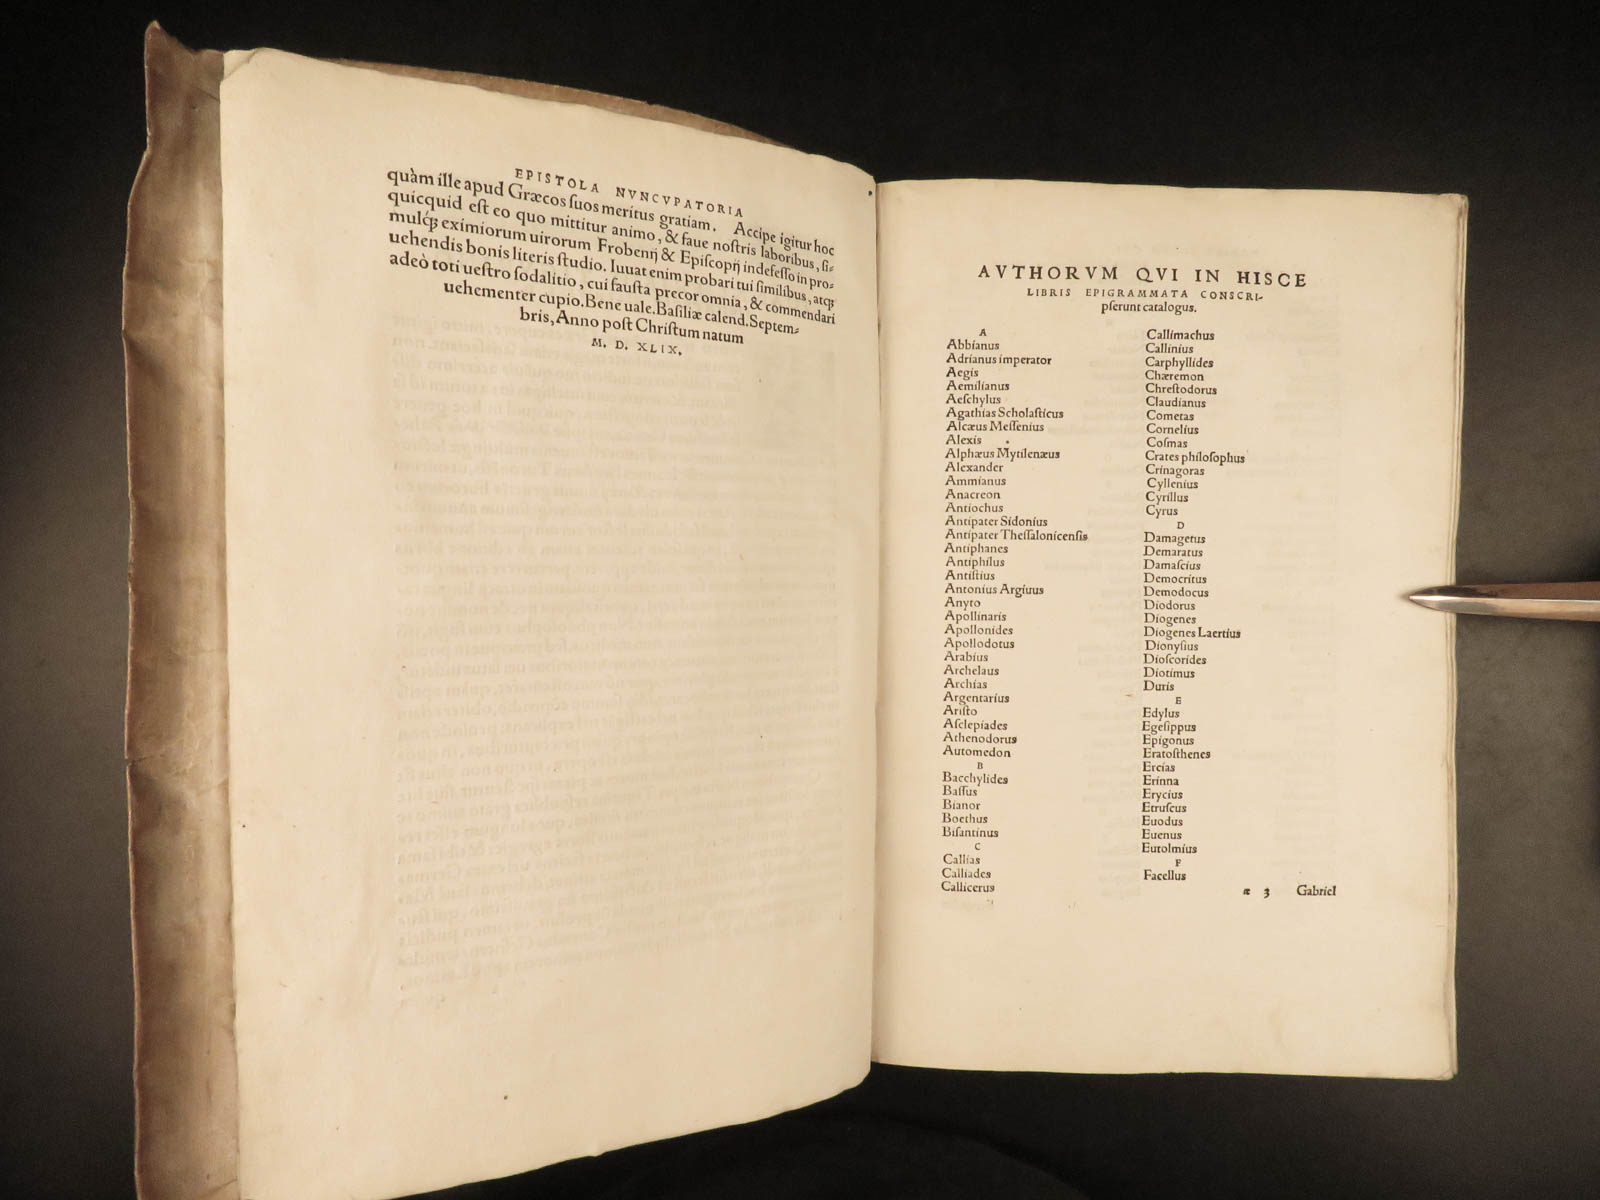 EPISTOLA NVNCVPATORIA
quàm ille apud Græcos ſuos meritus gratiam. Accipe igitur hoc
quicquid eſt eo quo mittitur animo, & faue noſtris laboribus, ſi-
mulq́; eximiorum uirorum Frobenij & Epiſcopij indefeſſo in pro-
uehendis bonis literis ſtudio. Iuuat enim probari tui ſimilibus, atq;
adeò toti ueſtro ſodalitio, cui fauſta precor omnia, & commendari
uehementer cupio. Bene uale. Baſiliæ calend. Septem-
bris, Anno poſt Chriſtum natum
M. D. XLIX.
AVTHORVM QVI IN HISCE
LIBRIS EPIGRAMMATA CONSCRI-
pſerunt catalogus.
A
Abbianus
Adrianus imperator
Aegis
Aemilianus
Aeſchylus
Agathias Scholaſticus
Alcæus Meſſenius
Alexis
Alphæus Mytilenæus
Alexander
Ammianus
Anacreon
Antiochus
Antipater Sidonius
Antipater Theſſalonicenſis
Antiphanes
Antiphilus
Antiſtius
Antonius Argiuus
Anyto
Apollinaris
Apollonides
Apollodotus
Arabius
Archelaus
Archias
Argentarius
Ariſto
Aſclepiades
Athenodorus
Automedon
B
Bacchylides
Baſſus
Bianor
Boethus
Biſantinus
C
Callias
Calliades
Callicerus
Callimachus
Callinius
Carphyllides
Chæremon
Chreſtodorus
Claudianus
Cometas
Cornelius
Coſmas
Crates philoſophus
Crinagoras
Cyllenius
Cyrillus
Cyrus
D
Damagetus
Demaratus
Damaſcius
Democritus
Demodocus
Diodorus
Diogenes
Diogenes Laertius
Dionyſius
Dioſcorides
Diotimus
Duris
E
Edylus
Egeſippus
Epigonus
Eratoſthenes
Ercias
Erinna
Erycius
Etruſcus
Euodus
Euenus
Eutolmius
F
Facellus
3 Gabriel